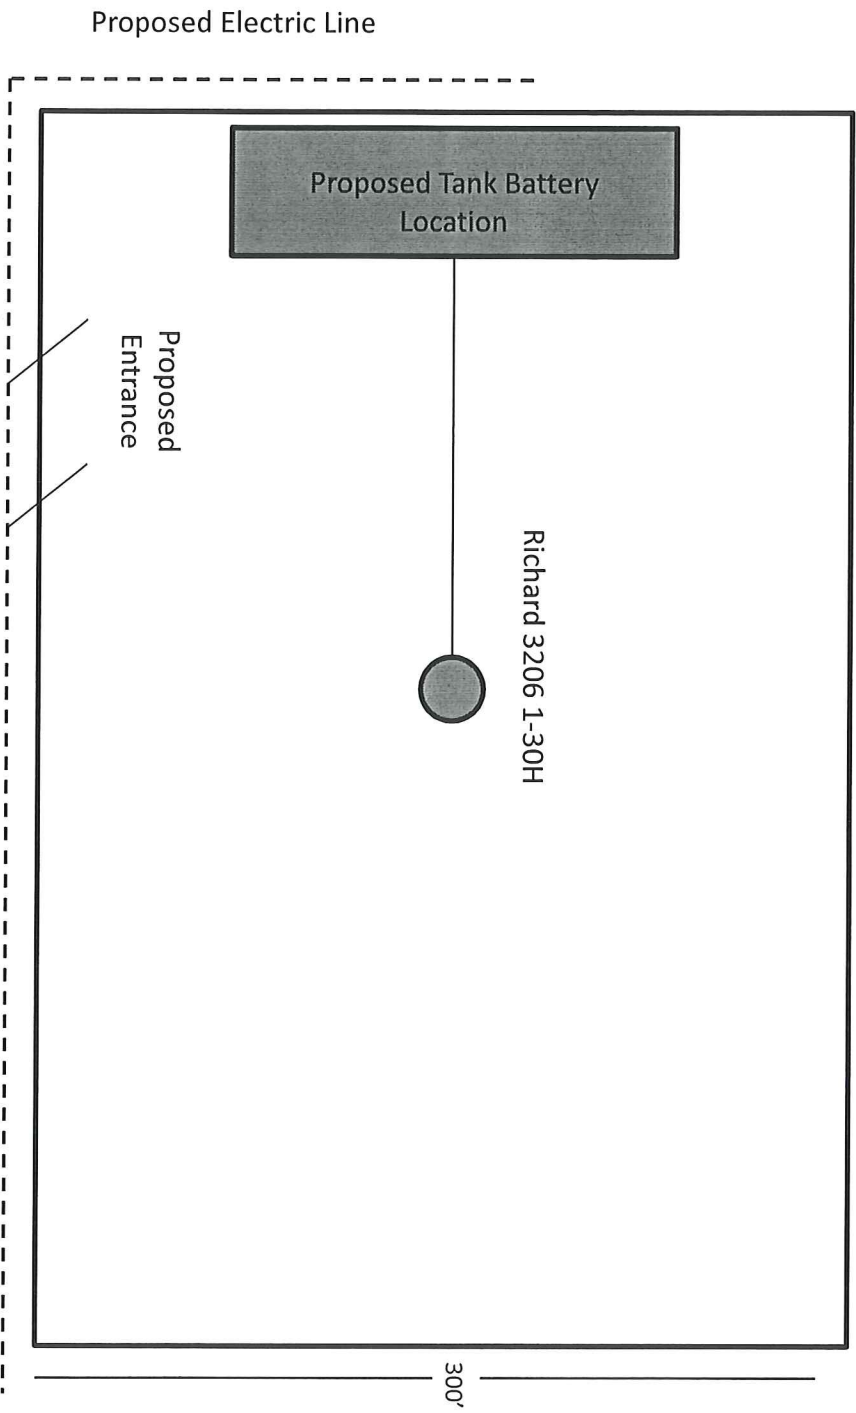 Proposed Electric Line
Proposed Tank Battery
Location
Proposed
Entrance
Richard 3206 1-30H
300'